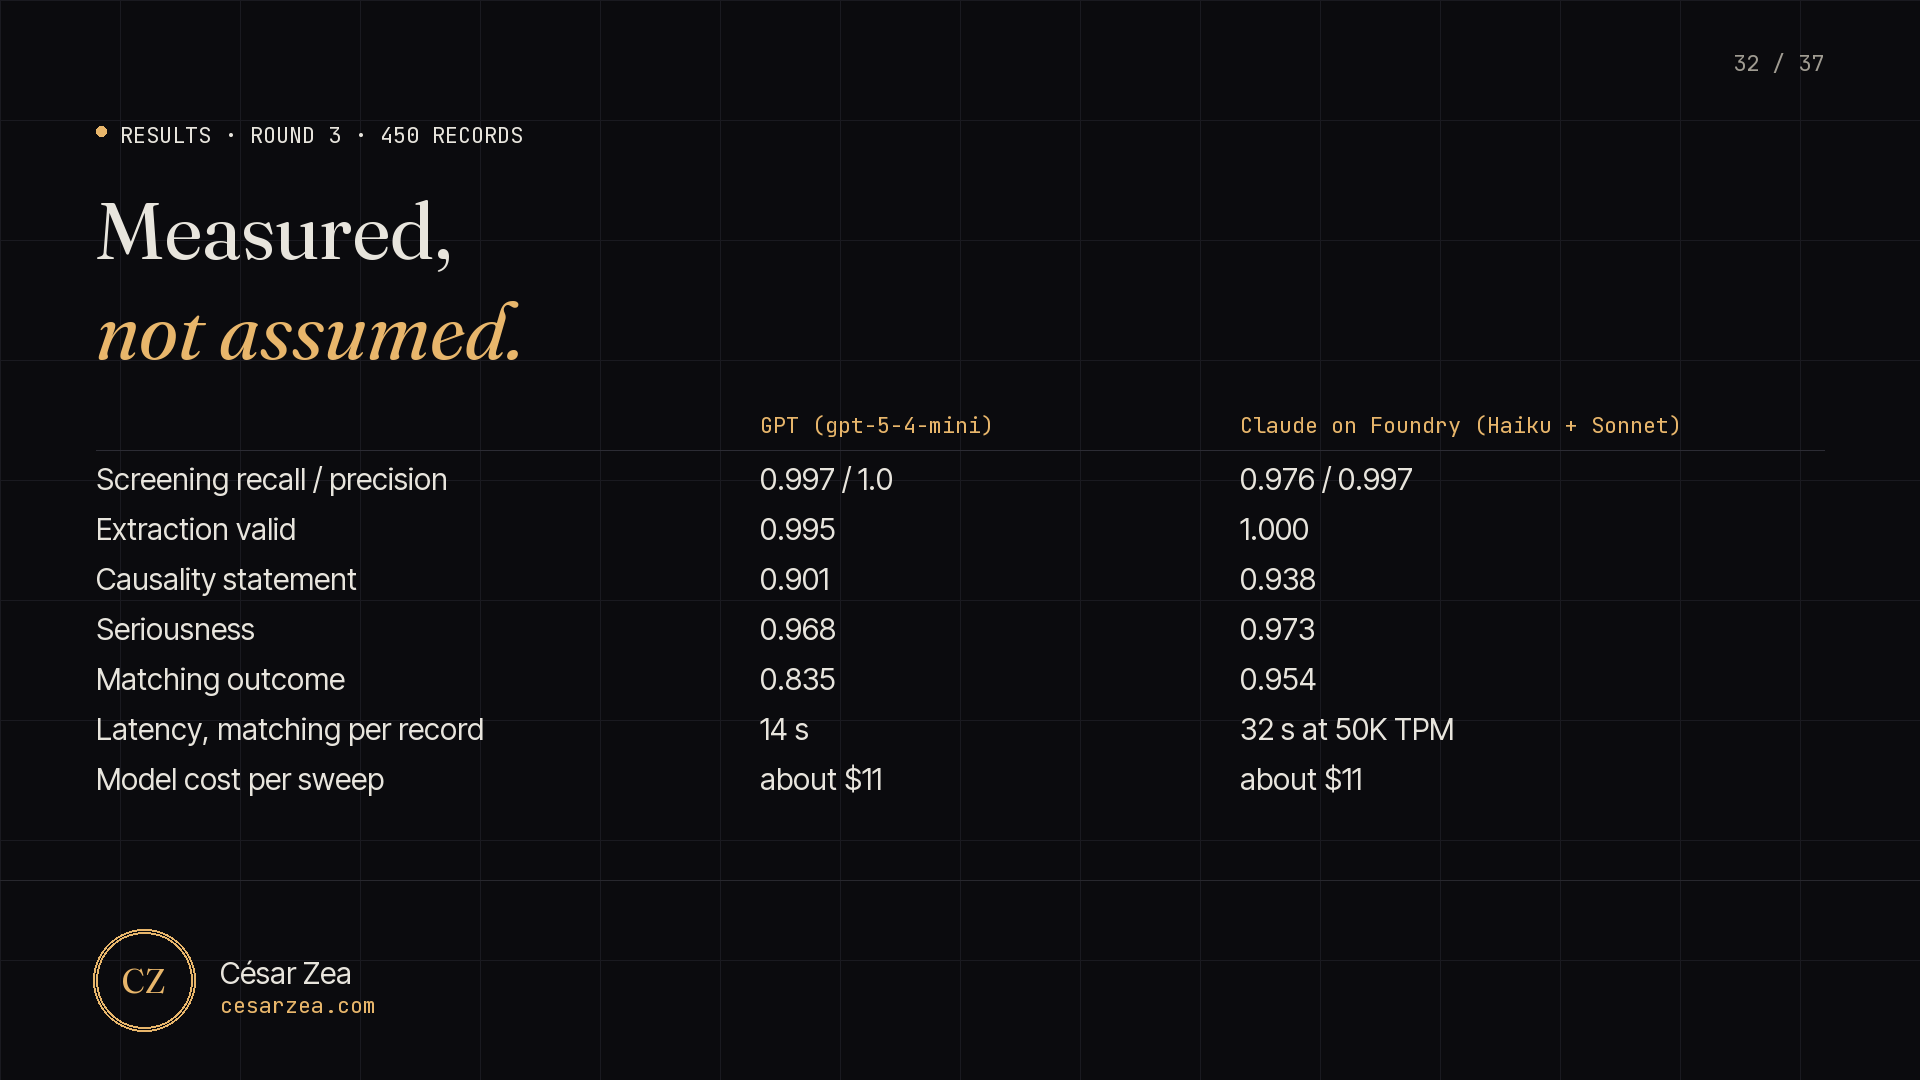 32 / 37
RESULTS · ROUND 3 · 450 RECORDS
Measured,
not assumed.
GPT (gpt-5-4-mini) Claude on Foundry (Haiku + Sonnet)
Screening recall / precision 0.997 / 1.0 0.976 / 0.997
Extraction valid 0.995 1.000
Causality statement 0.901 0.938
Seriousness 0.968 0.973
Matching outcome 0.835 0.954
Latency, matching per record 14 s 32 s at 50K TPM
Model cost per sweep about $11 about $11
CZ
César Zea
cesarzea.com